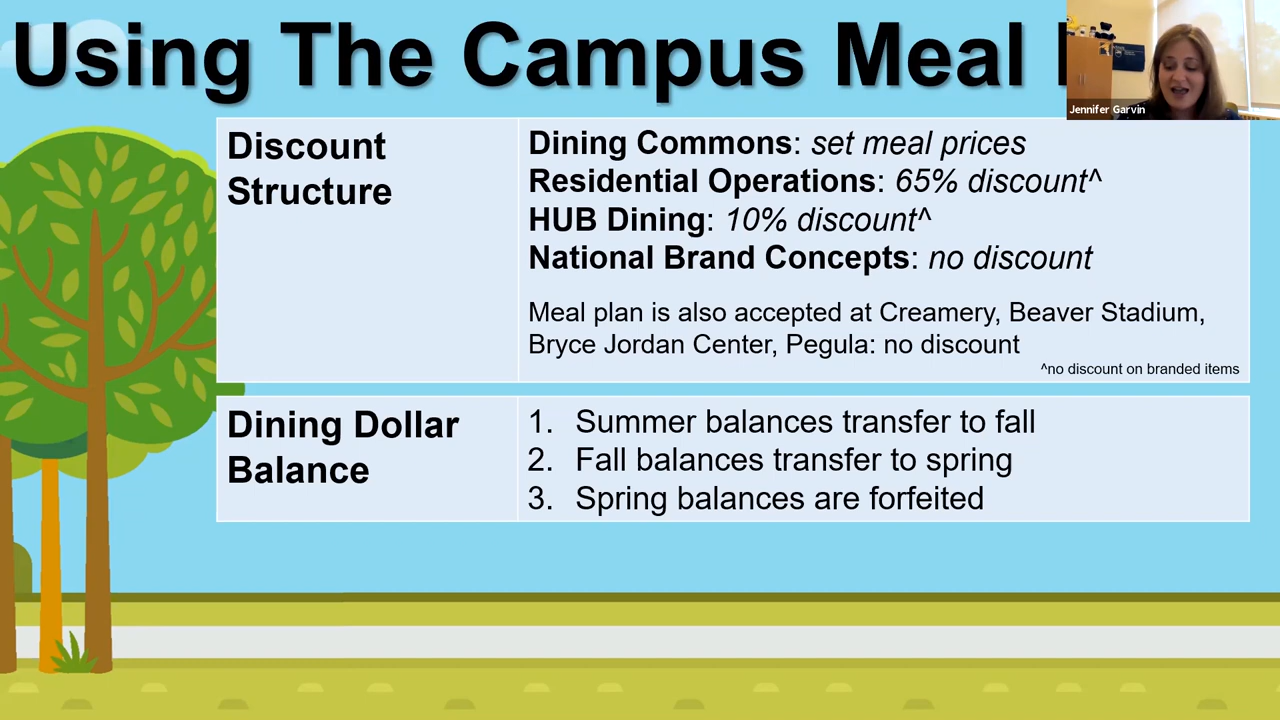 Using The Campus Meal
Jennifer Garvin
Discount
Structure
Dining Commons: set meal prices
Residential Operations: 65% discount^
HUB Dining: 10% discount^
National Brand Concepts: no discount
Meal plan is also accepted at Creamery, Beaver Stadium,
Bryce Jordan Center, Pegula: no discount
^no discount on branded items
Dining Dollar
Balance
1. Summer balances transfer to fall
2. Fall balances transfer to spring
3. Spring balances are forfeited